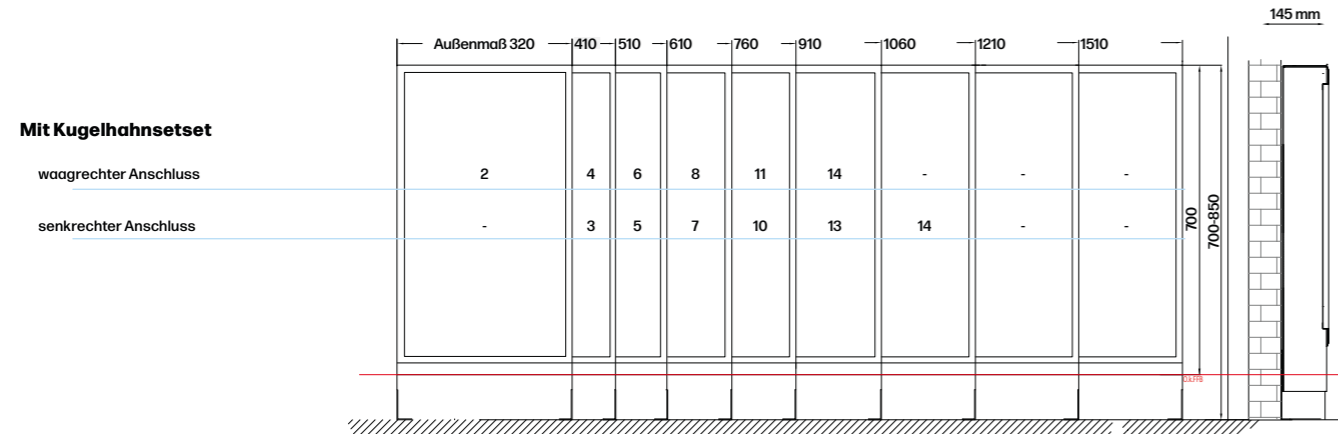 145 mm
Außenmaß 320 410 510 610 760 910 1060 1210 1510
Mit Kugelhahnsetset
waagrechter Anschluss 2 4 6 8 11 14 - - -
senkrechter Anschluss - 3 5 7 10 13 14 - -
700
700-850